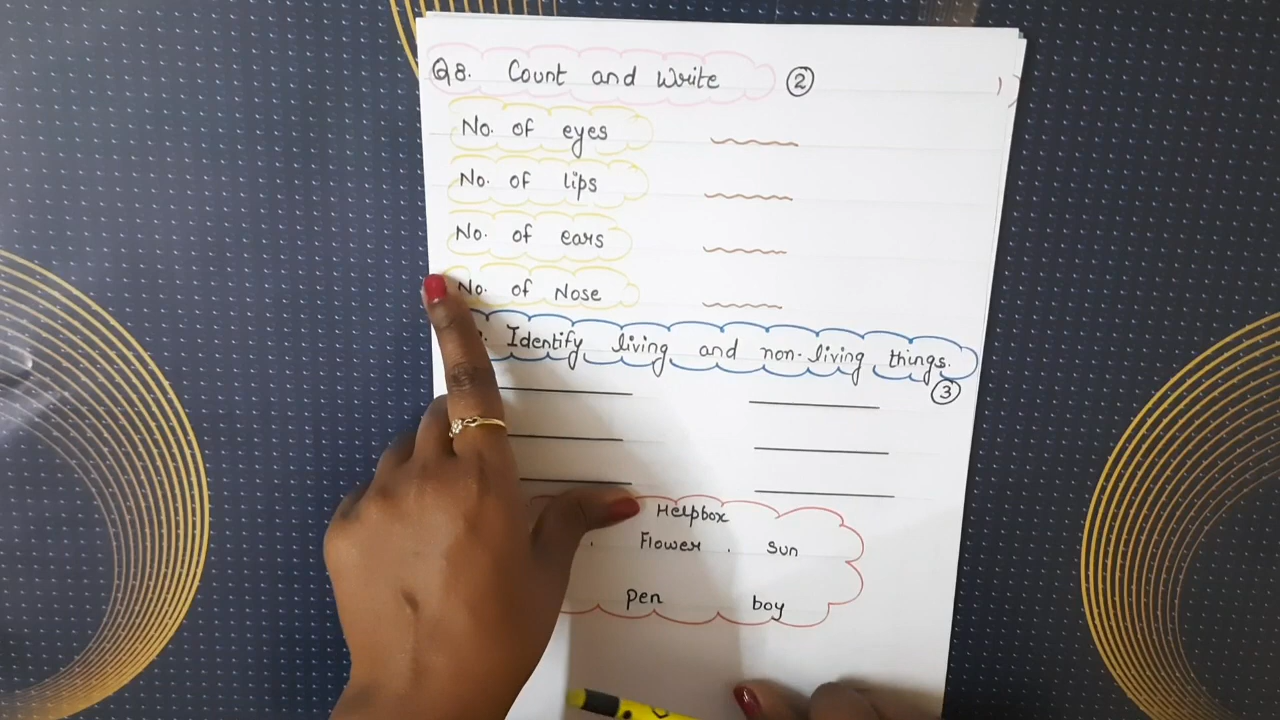 Q8. Count and Write ②
No. of eyes
No. of lips
No. of ears
No. of Nose
Identify living and non-living things.
③
Helpbox
. Flower . Sun
pen boy